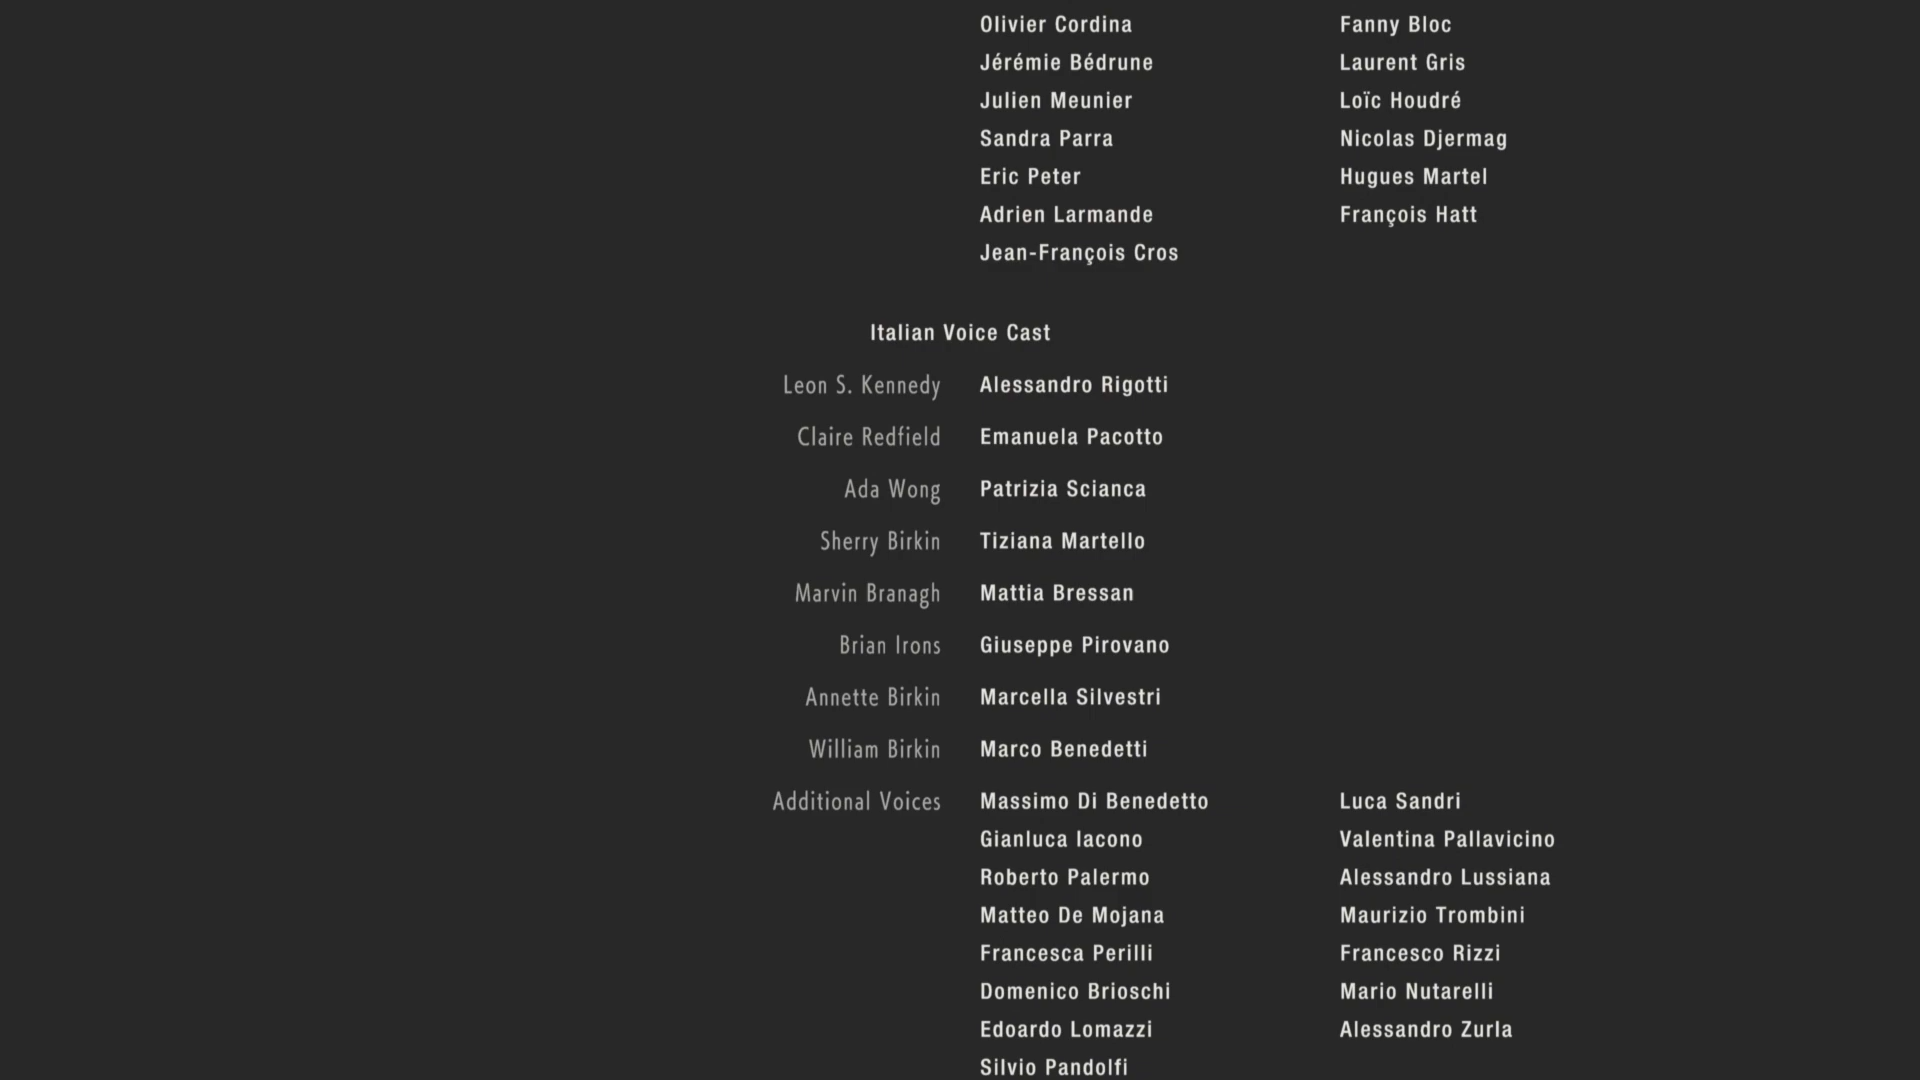 Olivier Cordina Fanny Bloc
Jérémie Bédrune Laurent Gris
Julien Meunier Loïc Houdré
Sandra Parra Nicolas Djermag
Eric Peter Hugues Martel
Adrien Larmande François Hatt
Jean-François Cros
Italian Voice Cast
Leon S. Kennedy Alessandro Rigotti
Claire Redfield Emanuela Pacotto
Ada Wong Patrizia Scianca
Sherry Birkin Tiziana Martello
Marvin Branagh Mattia Bressan
Brian Irons Giuseppe Pirovano
Annette Birkin Marcella Silvestri
William Birkin Marco Benedetti
Additional Voices Massimo Di Benedetto Luca Sandri
Gianluca Iacono Valentina Pallavicino
Roberto Palermo Alessandro Lussiana
Matteo De Mojana Maurizio Trombini
Francesca Perilli Francesco Rizzi
Domenico Brioschi Mario Nutarelli
Edoardo Lomazzi Alessandro Zurla
Silvio Pandolfi